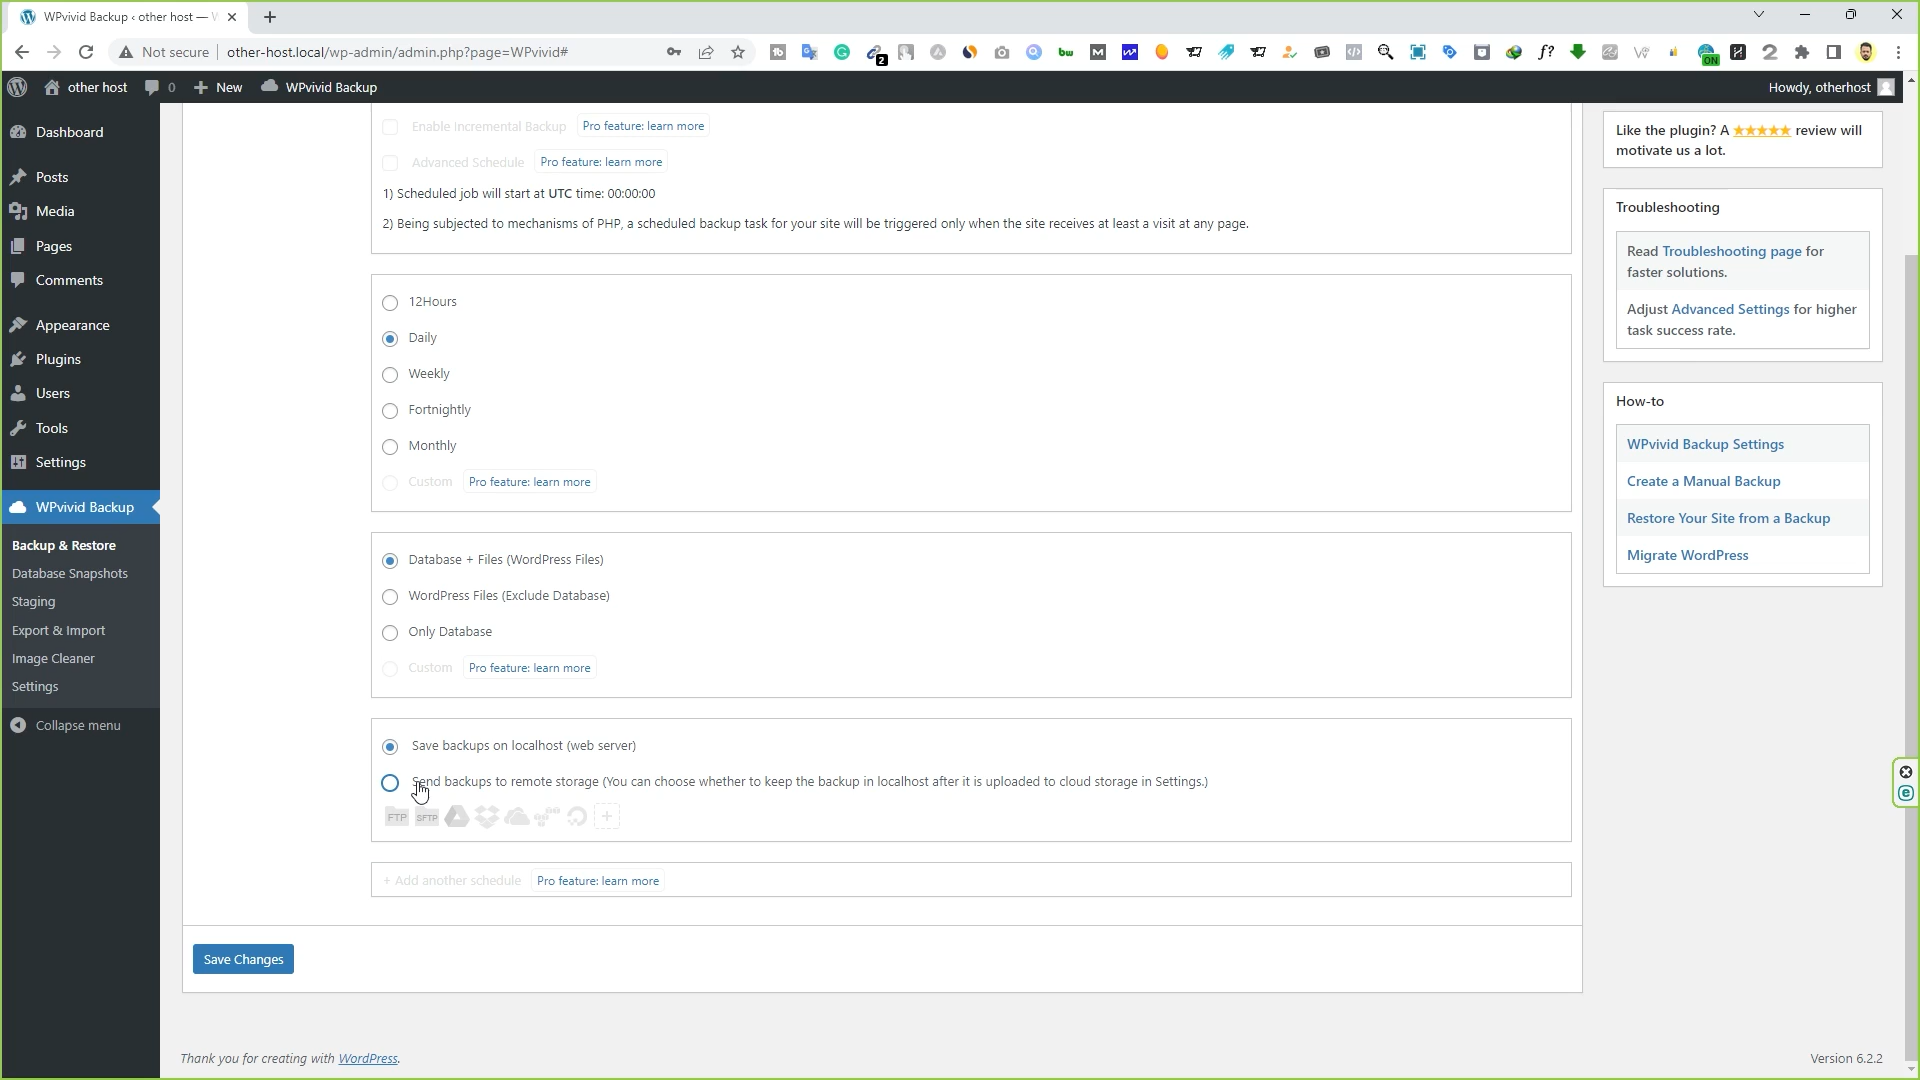 WPvivid Backup ‹ other host —
Not secure
other-host.local/wp-admin/admin.php?page=WPvivid#
2
ON
other host
0
New
WPvivid Backup
Howdy, otherhost
Dashboard
Posts
Media
Pages
Comments
Appearance
Plugins
Users
Tools
Settings
WPvivid Backup
Backup & Restore
Database Snapshots
Staging
Export & Import
Image Cleaner
Settings
Collapse menu
Enable Incremental Backup Pro feature: learn more
Advanced Schedule Pro feature: learn more
1) Scheduled job will start at UTC time: 00:00:00
2) Being subjected to mechanisms of PHP, a scheduled backup task for your site will be triggered only when the site receives at least a visit at any page.
12Hours
Daily
Weekly
Fortnightly
Monthly
Custom Pro feature: learn more
Database + Files (WordPress Files)
WordPress Files (Exclude Database)
Only Database
Custom Pro feature: learn more
Save backups on localhost (web server)
Send backups to remote storage (You can choose whether to keep the backup in localhost after it is uploaded to cloud storage in Settings.)
FTP SFTP
+ Add another schedule Pro feature: learn more
Save Changes
Like the plugin? A ★★★★★ review will
motivate us a lot.
Troubleshooting
Read Troubleshooting page for
faster solutions.
Adjust Advanced Settings for higher
task success rate.
How-to
WPvivid Backup Settings
Create a Manual Backup
Restore Your Site from a Backup
Migrate WordPress
Thank you for creating with WordPress.
Version 6.2.2